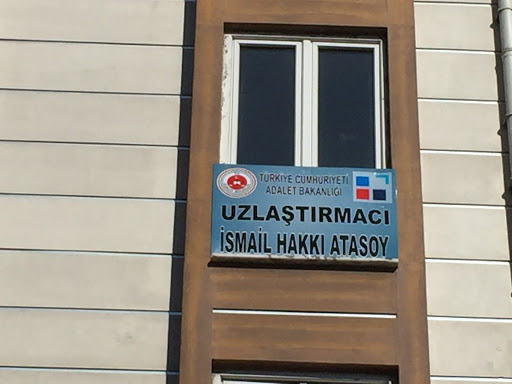 TÜRKİYE CUMHURİYETİ
ADALET BAKANLIĞI
UZLAŞTIRMACI
İSMAİL HAKKI ATASOY